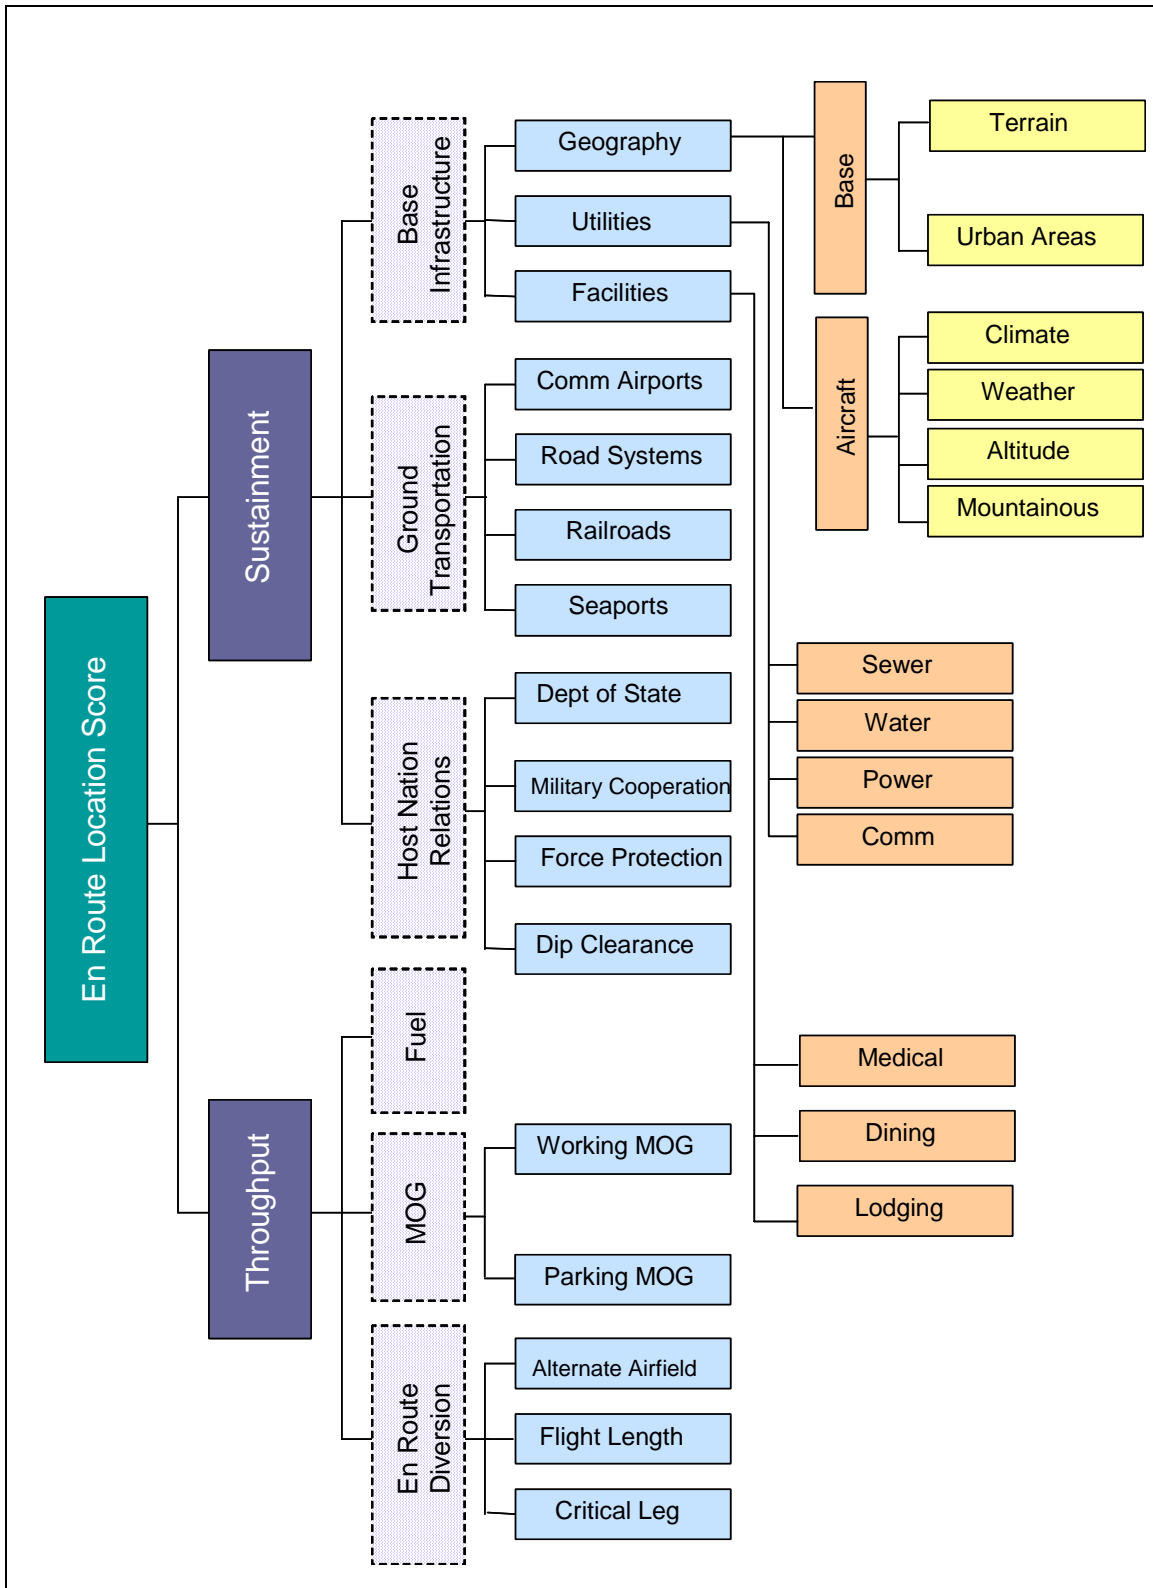 En Route Location Score
Sustainment
Throughput
Base
Infrastructure
Ground
Transportation
Host Nation
Relations
Fuel
MOG
En Route
Diversion
Geography
Utilities
Facilities
Comm Airports
Road Systems
Railroads
Seaports
Dept of State
Military Cooperation
Force Protection
Dip Clearance
Working MOG
Parking MOG
Alternate Airfield
Flight Length
Critical Leg
Base
Aircraft
Sewer
Water
Power
Comm
Medical
Dining
Lodging
Terrain
Urban Areas
Climate
Weather
Altitude
Mountainous